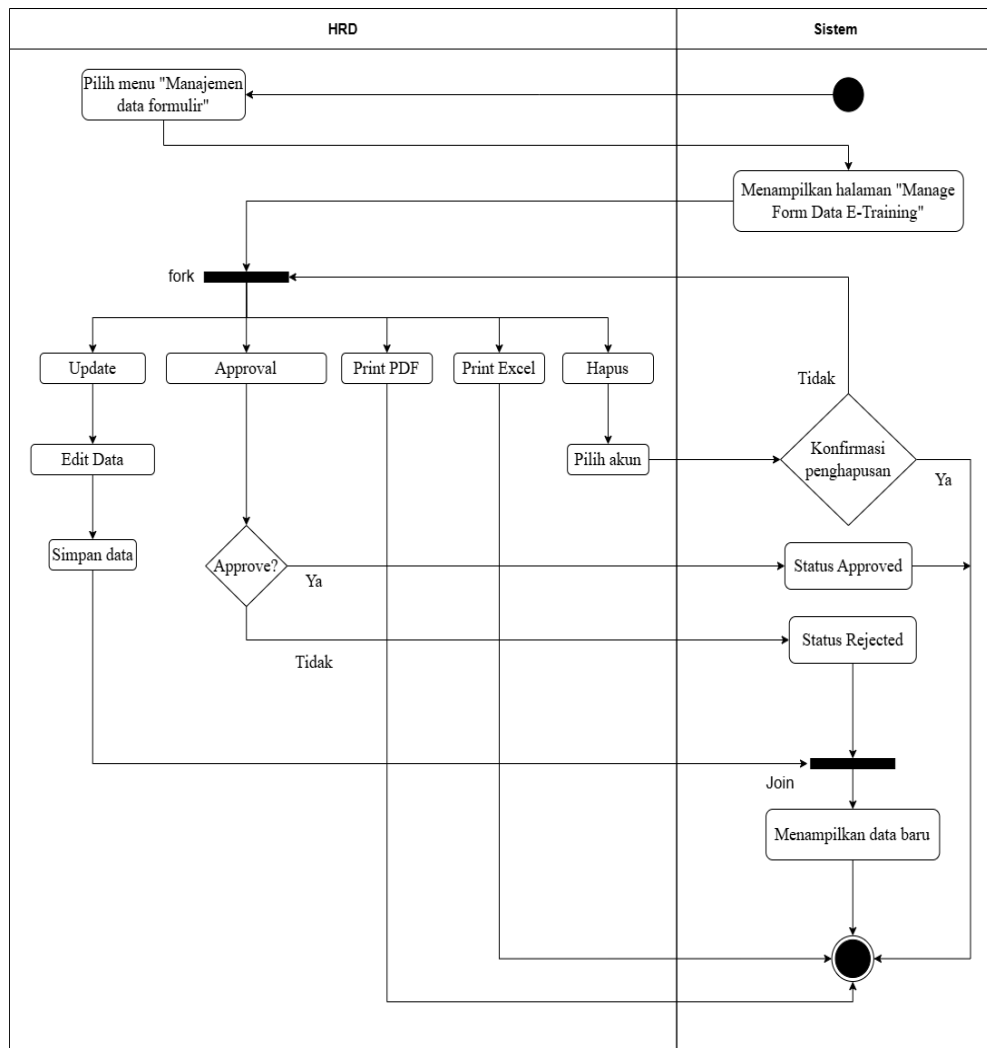 HRD
Sistem
Pilih menu "Manajemen
data formulir"
Menampilkan halaman "Manage
Form Data E-Training"
fork
Update
Approval
Print PDF
Print Excel
Hapus
Tidak
Edit Data
Pilih akun
Konfirmasi
penghapusan
Ya
Simpan data
Approve?
Ya
Status Approved
Tidak
Status Rejected
Join
Menampilkan data baru